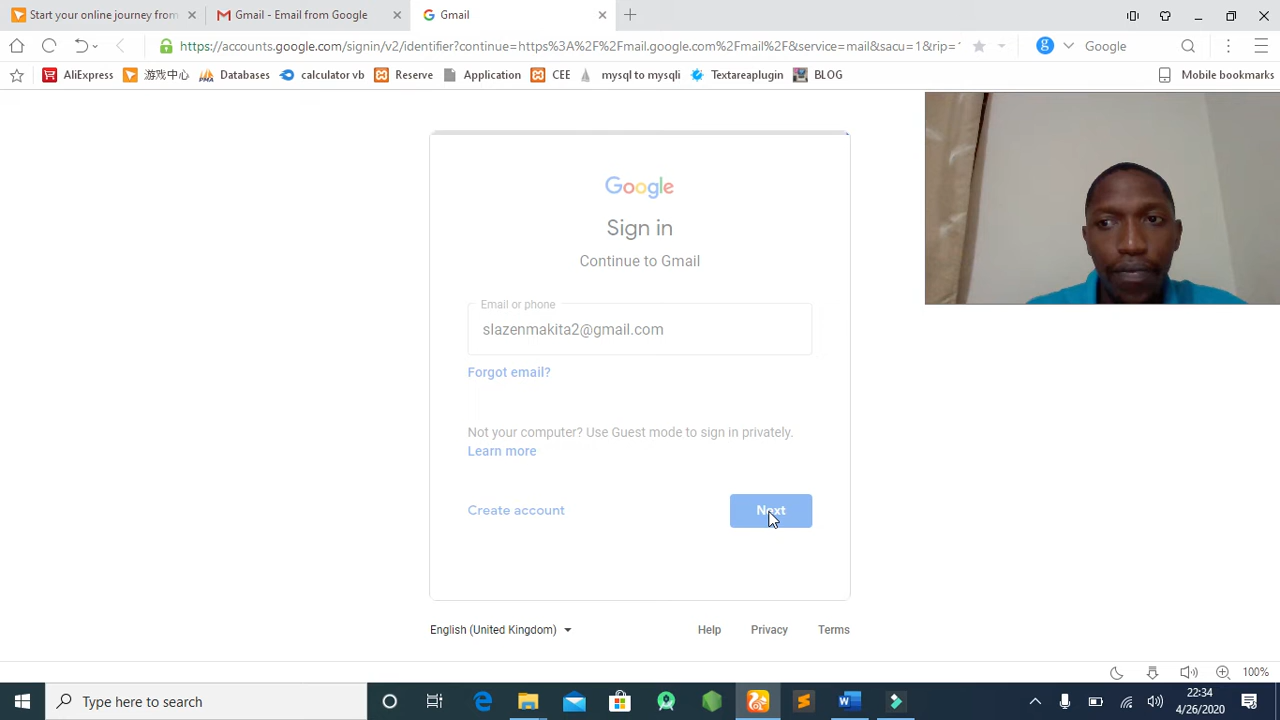 Start your online journey from
Gmail - Email from Google
Gmail
https://accounts.google.com/signin/v2/identifier?continue=https%3A%2F%2Fmail.google.com%2Fmail%2F&service=mail&sacu=1&rip=
Google
AliExpress
游戏中心
Databases
calculator vb
Reserve
Application
CEE
mysql to mysqli
Textareaplugin
BLOG
Mobile bookmarks
Google
Sign in
Continue to Gmail
Email or phone
slazenmakita2@gmail.com
Forgot email?
Not your computer? Use Guest mode to sign in privately.
Learn more
Create account
Next
English (United Kingdom)
Help
Privacy
Terms
100%
Type here to search
22:34
4/26/2020